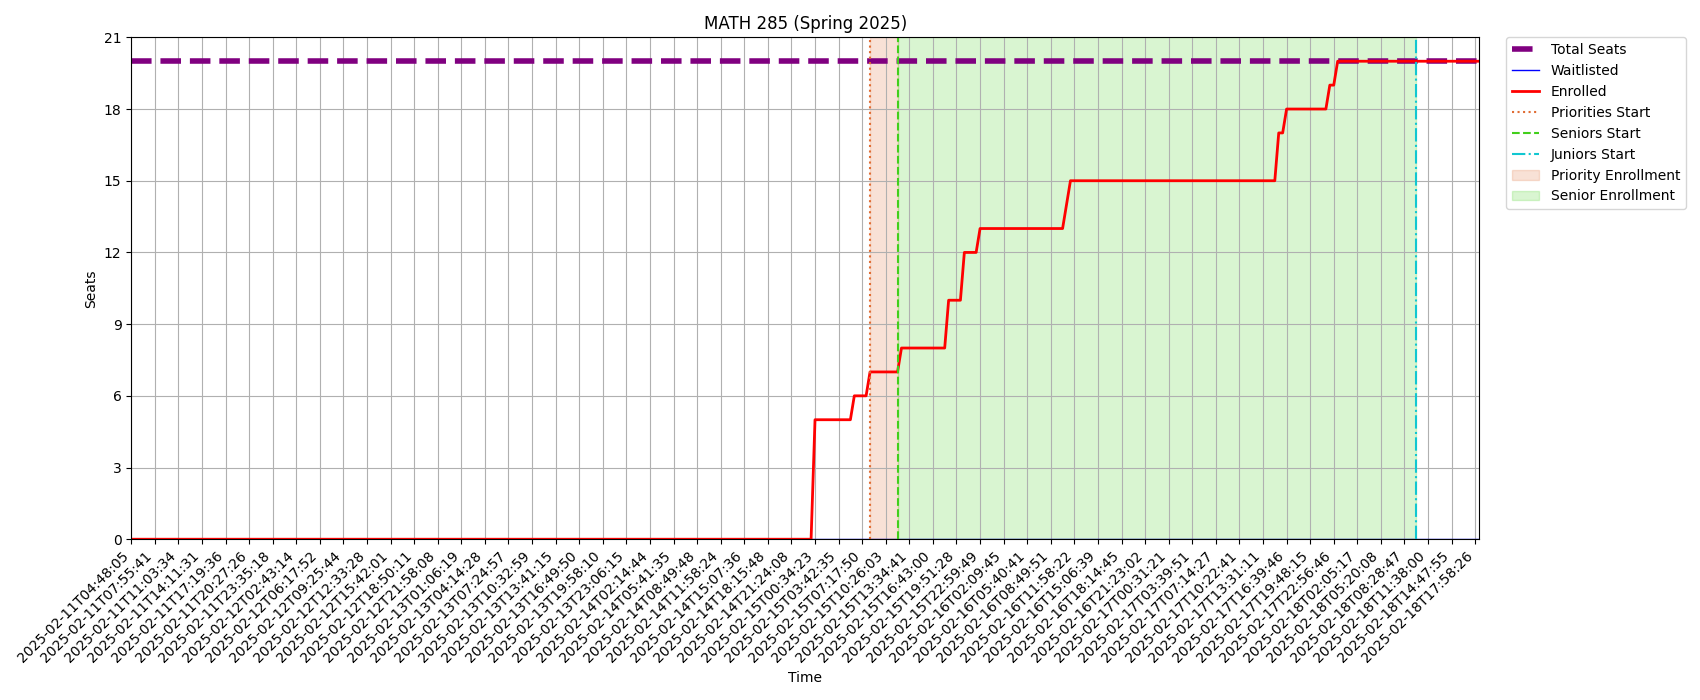 MATH 285 (Spring 2025)
21
18
15
12
9
6
3
0
Seats
2025-02-11T04:48:05
2025-02-11T07:55:41
2025-02-11T11:03:34
2025-02-11T14:11:31
2025-02-11T17:19:36
2025-02-11T20:27:26
2025-02-11T23:35:18
2025-02-12T02:43:14
2025-02-12T06:17:52
2025-02-12T09:25:44
2025-02-12T12:33:28
2025-02-12T15:42:01
2025-02-12T18:50:11
2025-02-12T21:58:08
2025-02-13T01:06:19
2025-02-13T04:14:28
2025-02-13T07:24:57
2025-02-13T10:32:59
2025-02-13T13:41:15
2025-02-13T16:49:50
2025-02-13T19:58:10
2025-02-13T23:06:15
2025-02-14T02:14:44
2025-02-14T05:41:35
2025-02-14T08:49:48
2025-02-14T11:58:24
2025-02-14T15:07:36
2025-02-14T18:15:48
2025-02-14T21:24:08
2025-02-15T00:34:23
2025-02-15T03:42:35
2025-02-15T07:17:50
2025-02-15T10:26:03
2025-02-15T13:34:41
2025-02-15T16:43:00
2025-02-15T19:51:28
2025-02-15T22:59:49
2025-02-16T02:09:45
2025-02-16T05:40:41
2025-02-16T08:49:51
2025-02-16T11:58:22
2025-02-16T15:06:39
2025-02-16T18:14:45
2025-02-16T21:23:02
2025-02-17T00:31:21
2025-02-17T03:39:51
2025-02-17T07:14:27
2025-02-17T10:22:41
2025-02-17T13:31:11
2025-02-17T16:39:46
2025-02-17T19:48:15
2025-02-17T22:56:46
2025-02-18T02:05:17
2025-02-18T05:20:08
2025-02-18T08:28:47
2025-02-18T11:38:00
2025-02-18T14:47:55
2025-02-18T17:58:26
Time
Total Seats
Waitlisted
Enrolled
Priorities Start
Seniors Start
Juniors Start
Priority Enrollment
Senior Enrollment